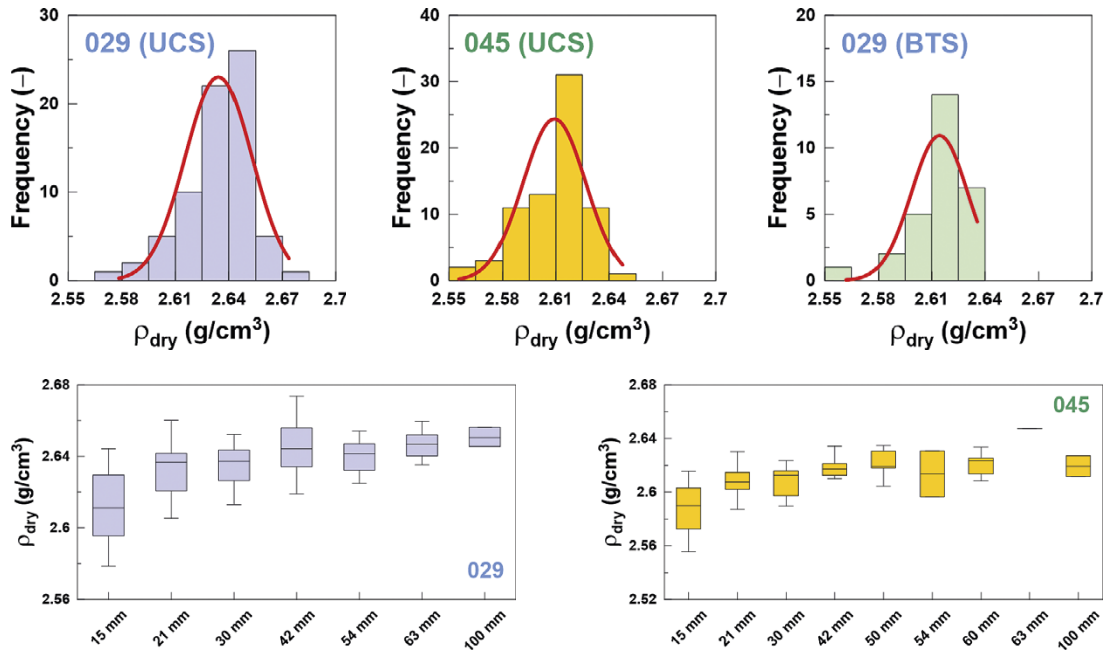 029 (UCS)
Frequency (–)
30
20
10
0
2.55
2.58
2.61
2.64
2.67
2.7
ρdry (g/cm³)
045 (UCS)
Frequency (–)
40
30
20
10
0
2.55
2.58
2.61
2.64
2.67
2.7
ρdry (g/cm³)
029 (BTS)
Frequency (–)
20
15
10
5
0
2.55
2.58
2.61
2.64
2.67
2.7
ρdry (g/cm³)
029
ρdry (g/cm³)
2.68
2.64
2.6
2.56
15 mm
21 mm
30 mm
42 mm
54 mm
63 mm
100 mm
045
ρdry (g/cm³)
2.68
2.64
2.6
2.56
2.52
15 mm
21 mm
30 mm
42 mm
50 mm
54 mm
60 mm
63 mm
100 mm